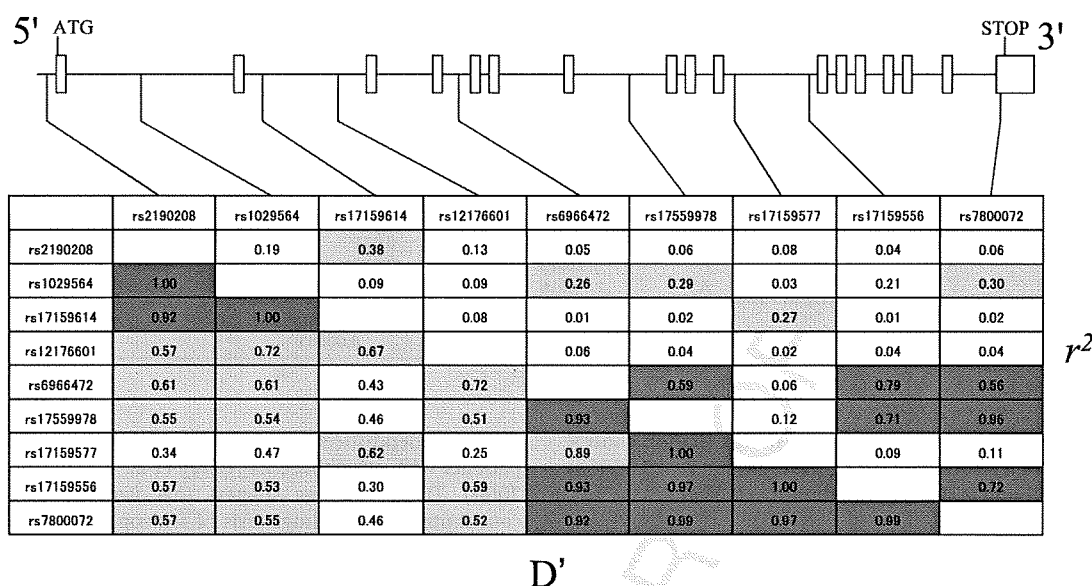 5' ATG STOP 3'
rs2190208 rs1029564 rs17159614 rs12176601 rs6966472 rs17559978 rs17159577 rs17159556 rs7800072
rs2190208 0.19 0.38 0.13 0.05 0.06 0.08 0.04 0.06
rs1029564 1.00 0.09 0.09 0.26 0.29 0.03 0.21 0.30
rs17159614 0.92 1.00 0.08 0.01 0.02 0.27 0.01 0.02
rs12176601 0.57 0.72 0.67 0.06 0.04 0.02 0.04 0.04
rs6966472 0.61 0.61 0.43 0.72 0.59 0.06 0.79 0.56
rs17559978 0.55 0.54 0.46 0.51 0.93 0.12 0.71 0.96
rs17159577 0.34 0.47 0.62 0.25 0.89 1.00 0.09 0.11
rs17159556 0.57 0.53 0.30 0.59 0.93 0.97 1.00 0.72
rs7800072 0.57 0.55 0.46 0.52 0.92 0.99 0.97 0.99
r²
D'